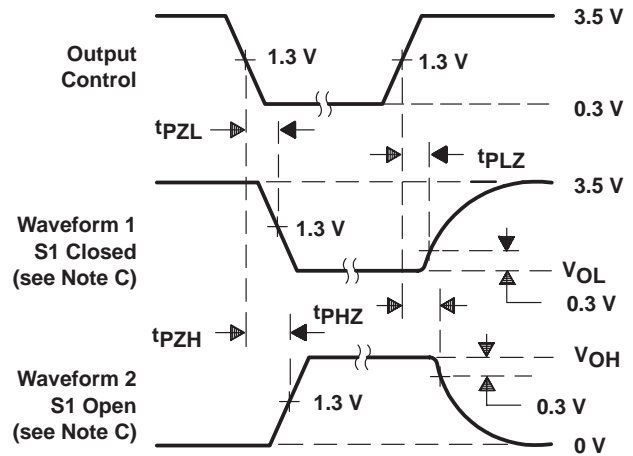 3.5 V
Output
Control
1.3 V
1.3 V
0.3 V
tPZL
tPLZ
3.5 V
Waveform 1
S1 Closed
(see Note C)
1.3 V
VOL
0.3 V
tPHZ
tPZH
VOH
Waveform 2
S1 Open
(see Note C)
1.3 V
0.3 V
0 V